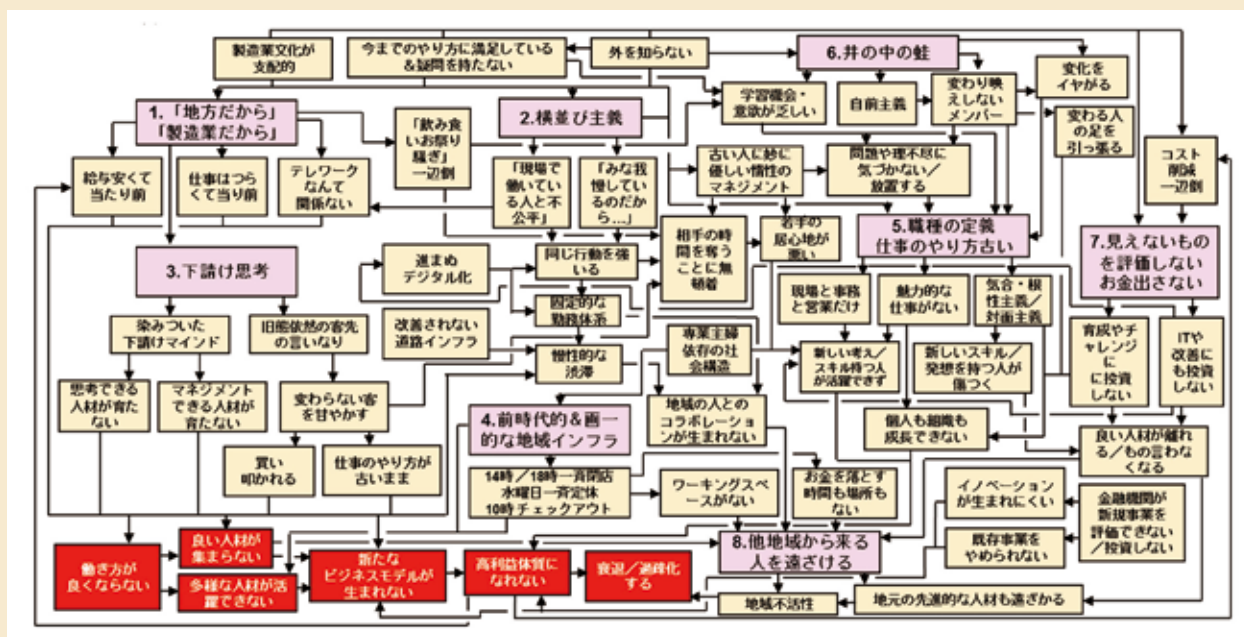 製造業文化が
支配的
今までのやり方に満足している
&疑問を持たない
外を知らない
6.井の中の蛙
変化を
イヤがる
1.「地方だから」
「製造業だから」
2.横並び主義
「飲み食
いお祭り
騒ぎ」
一辺倒
学習機会・
意欲が乏しい
自前主義
変わり映
えしない
メンバー
変わる人
の足を
引っ張る
コスト
削減
一辺倒
給与安くて
当たり前
仕事はつら
くて当り前
テレワーク
なんて
関係ない
「現場で
働いてい
る人と不
公平」
「みな我
慢している
のだから
…」
古い人に妙に
優しい惰性の
マネジメント
問題や理不尽に
気づかない/
放置する
3.下請け思考
進まぬ
デジタル化
同じ行動を強
いる
相手の時
間を奪う
ことに無
頓着
若手の
居心地が
悪い
5.職種の定義
仕事のやり方古い
7.見えないもの
を評価しない
お金出さない
固定的な
勤務体系
現場と事務
と営業だけ
魅力的な
仕事がない
気合・根
性主義/
対面主義
染みついた
下請けマインド
旧態依然の客先
の言いなり
改善されない
道路インフラ
慢性的な
渋滞
専業主婦
依存の社
会構造
新しい考え/
スキル持つ人
が活躍できず
新しいスキル/
発想を持つ人が
傷つく
育成やチ
ャレンジ
に
に投資
しない
ITや
改善に
も投資
しない
思考できる
人材が育た
ない
マネジメント
できる人材が
育たない
変わらない客
を甘やかす
4.前時代的&画一
的な地域インフラ
地域の人との
コラボレーショ
ンが生まれない
個人も組織も
成長できない
良い人材が離れ
る/もの言わな
くなる
買い
叩かれる
仕事のやり方が
古いまま
14時/18時一斉閉店
水曜日一斉定休
10時チェックアウト
ワーキングスペ
ースがない
お金を落とす
時間も場所も
ない
イノベーション
が生まれにくい
金融機関が
新規事業を
評価できない
/投資しない
既存事業を
やめられない
働き方が
良くならない
良い人材が
集まらない
多様な人材が活
躍できない
新たな
ビジネスモデルが
生まれない
高利益体質に
なれない
衰退/過疎化
する
8.他地域から来る
人を遠ざける
地域不活性
地元の先進的な人材も遠ざかる